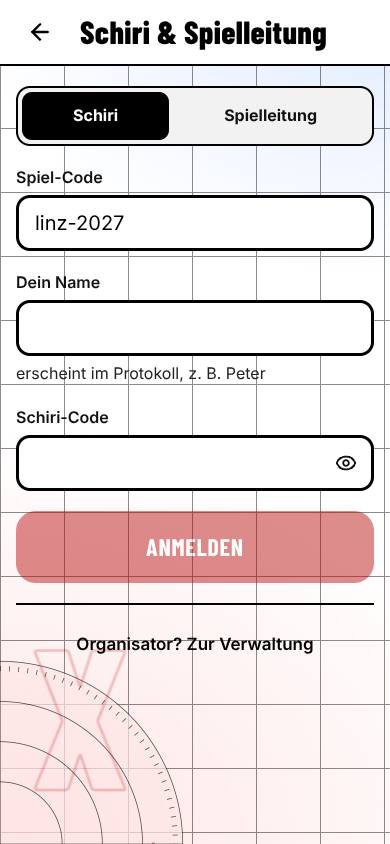 Schiri & Spielleitung
Schiri
Spielleitung
Spiel-Code
linz-2027
Dein Name
erscheint im Protokoll, z. B. Peter
Schiri-Code
ANMELDEN
Organisator? Zur Verwaltung
X